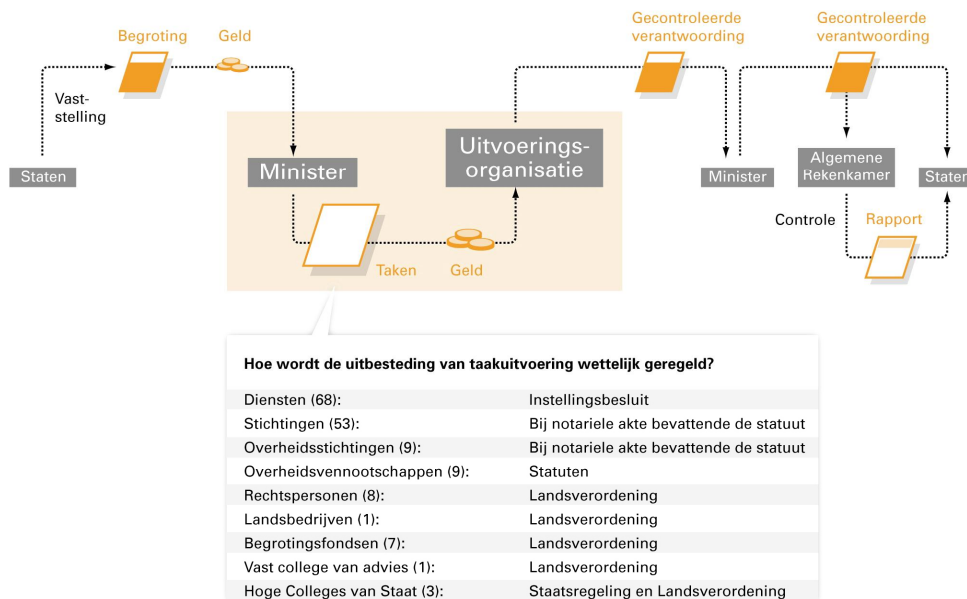 Begroting
Geld
Gecontroleerde
verantwoording
Gecontroleerde
verantwoording
Vast-
stelling
Staten
Minister
Uitvoerings-
organisatie
Minister
Algemene
Rekenkamer
Staten
Controle
Rapport
Taken
Geld
Hoe wordt de uitbesteding van taakuitvoering wettelijk geregeld?
Diensten (68): Instellingsbesluit
Stichtingen (53): Bij notariele akte bevattende de statuut
Overheidsstichtingen (9): Bij notariele akte bevattende de statuut
Overheidsvennootschappen (9): Statuten
Rechtspersonen (8): Landsverordening
Landsbedrijven (1): Landsverordening
Begrotingsfondsen (7): Landsverordening
Vast college van advies (1): Landsverordening
Hoge Colleges van Staat (3): Staatsregeling en Landsverordening